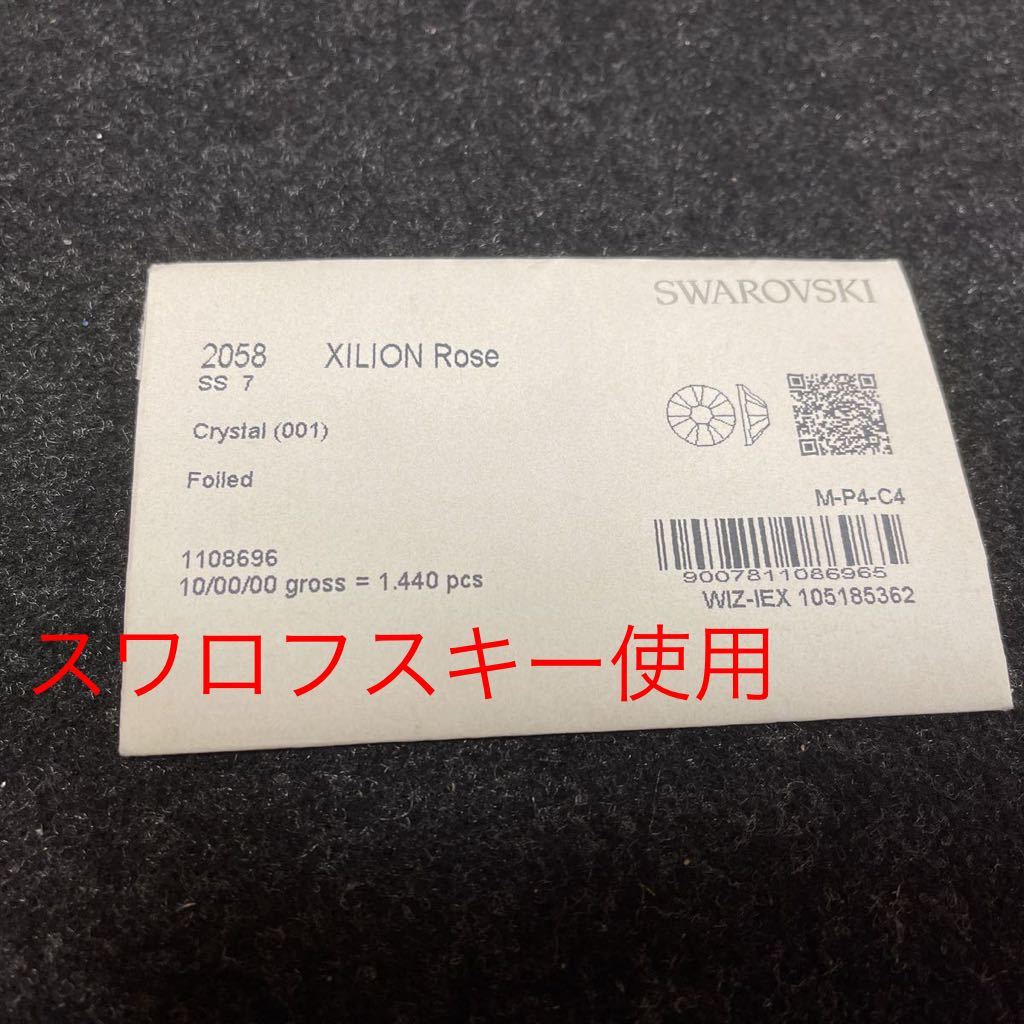 SWAROVSKI
2058 XILION Rose
SS 7
Crystal (001)
Foiled
M-P4-C4
1108696
10/00/00 gross = 1.440 pcs
9007811086965
WIZ-IEX 105185362
スワロフスキー使用